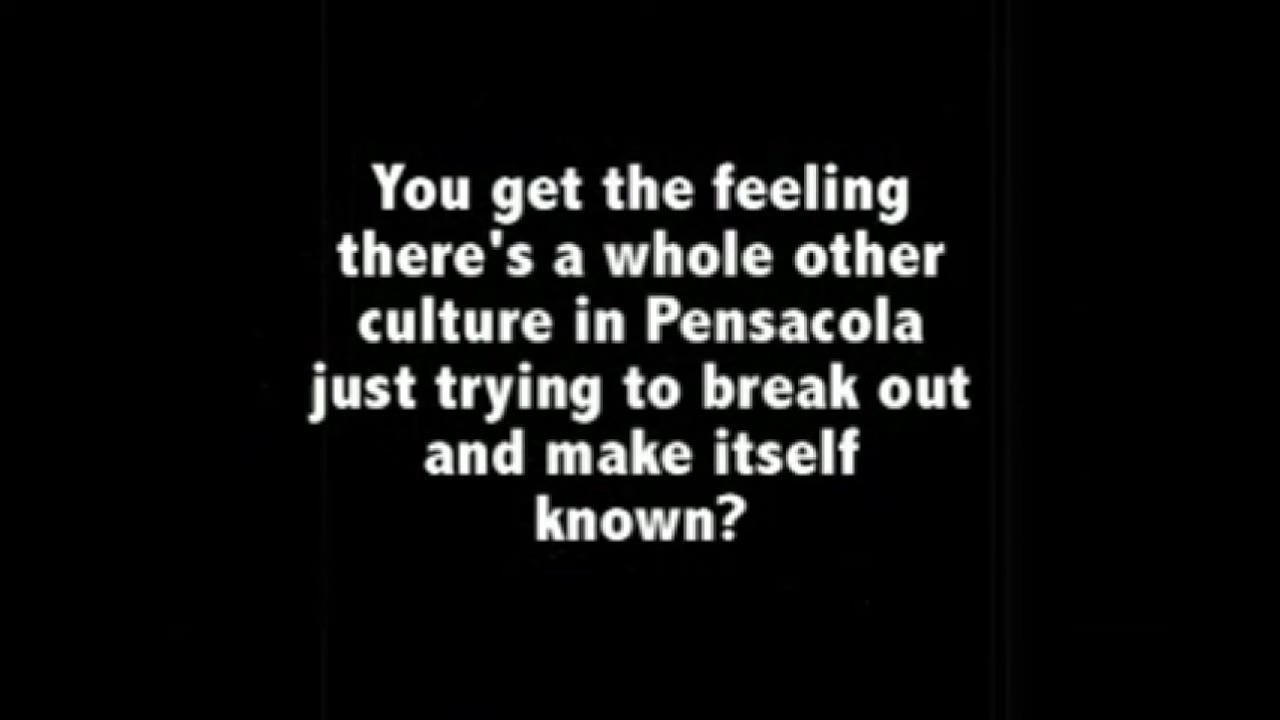 You get the feeling
there's a whole other
culture in Pensacola
just trying to break out
and make itself
known?